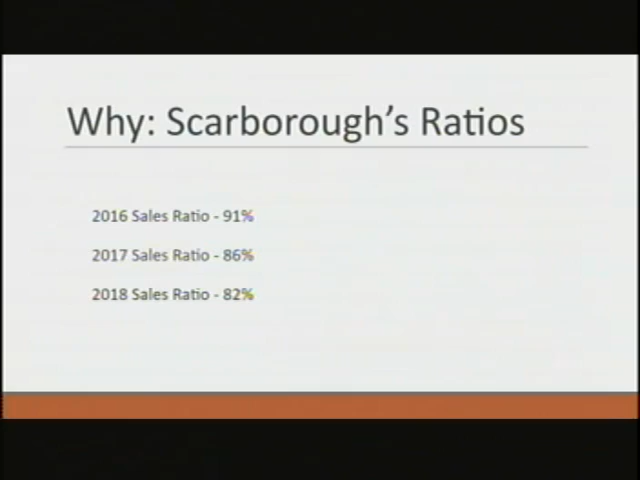 Why: Scarborough's Ratios
2016 Sales Ratio - 91%
2017 Sales Ratio - 86%
2018 Sales Ratio - 82%